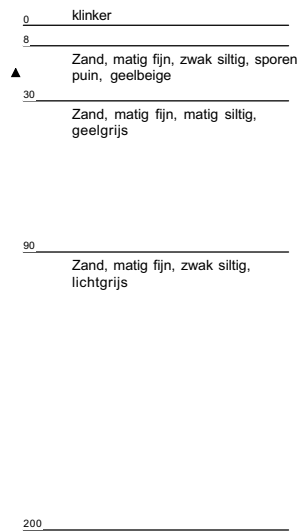 0 klinker
8
Zand, matig fijn, zwak siltig, sporen
puin, geelbeige
30
Zand, matig fijn, matig siltig,
geelgrijs
90
Zand, matig fijn, zwak siltig,
lichtgrijs
200